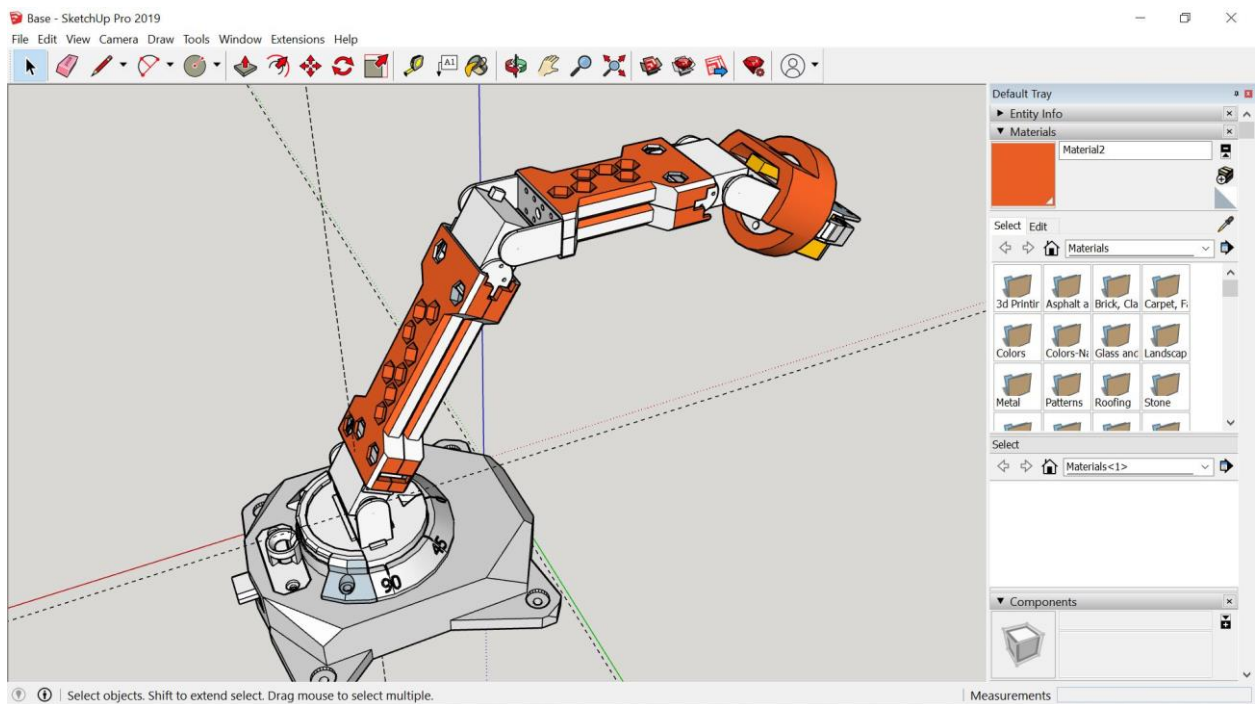 Base - SketchUp Pro 2019
File Edit View Camera Draw Tools Window Extensions Help
A1
Default Tray
Entity Info
Materials
Material2
Select Edit
Materials
3d Printir Asphalt a Brick, Cla Carpet, F
Colors Colors-Na Glass and Landscap
Metal Patterns Roofing Stone
Select
Materials<1>
Components
45
90
Select objects. Shift to extend select. Drag mouse to select multiple.
Measurements